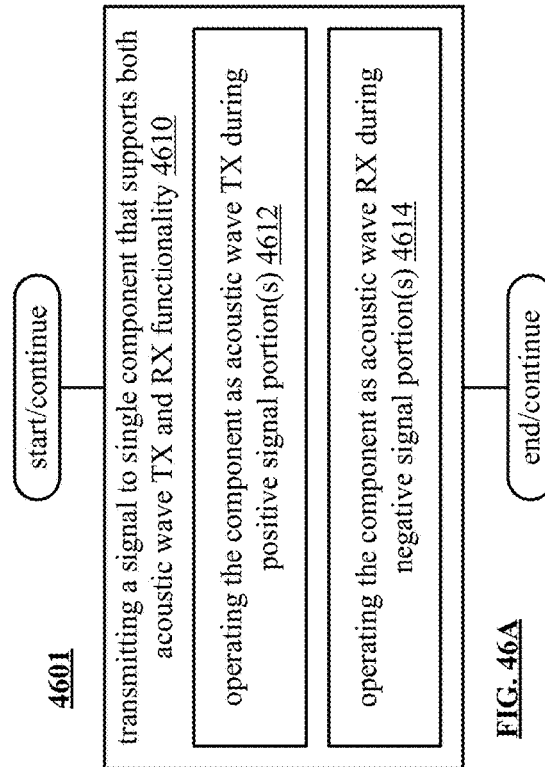 4601
start/continue
transmitting a signal to single component that supports both
acoustic wave TX and RX functionality 4610
operating the component as acoustic wave TX during
positive signal portion(s) 4612
operating the component as acoustic wave RX during
negative signal portion(s) 4614
end/continue
FIG. 46A